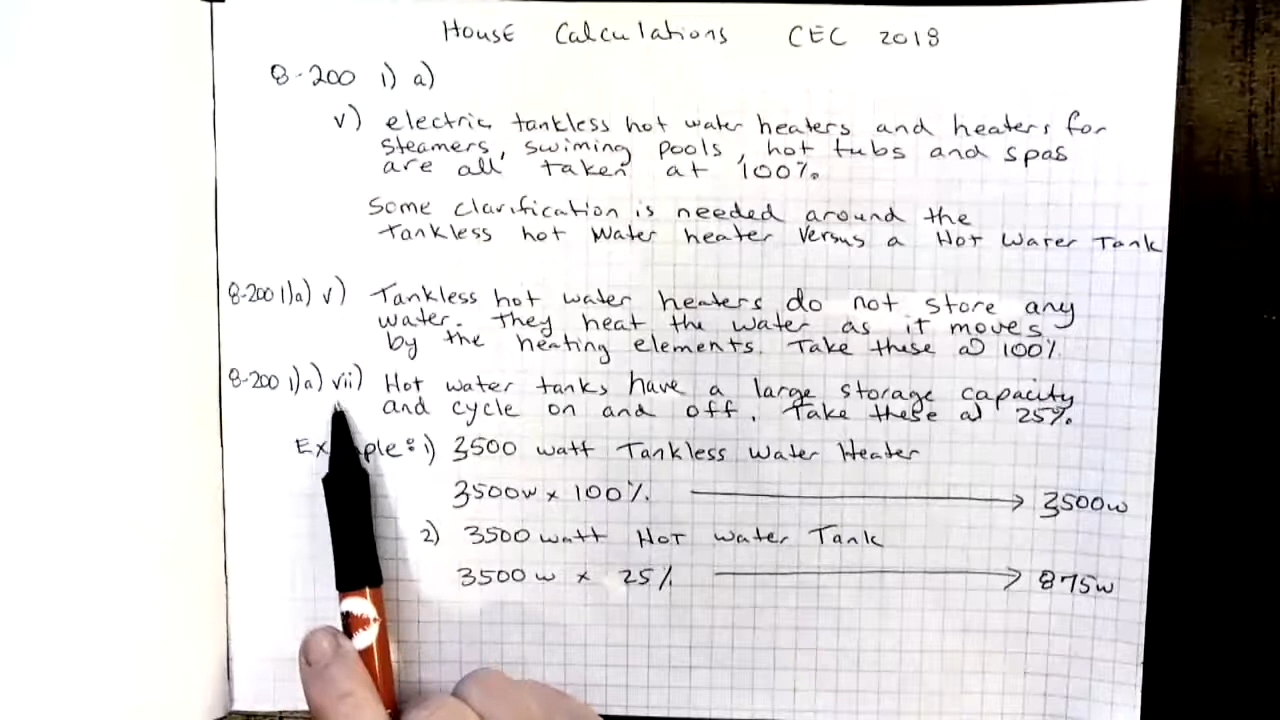 House Calculations CEC 2018
8-200 1) a)
v) electric tankless hot water heaters and heaters for
steamers, swiming pools, hot tubs and spas
are all taken at 100%.
Some clarification is needed around the
Tankless hot water heater versus a Hot Water Tank
8-200 1)a) v) Tankless hot water heaters do not store any
water. They heat the water as it moves
by the heating elements. Take these @ 100%
8-200 1)a) vii) Hot water tanks have a large storage capacity
and cycle on and off. Take these at 25%.
Example: 1) 3500 watt Tankless Water Heater
3500w x 100% → 3500w
2) 3500 watt Hot water Tank
3500 w x 25% → 875w